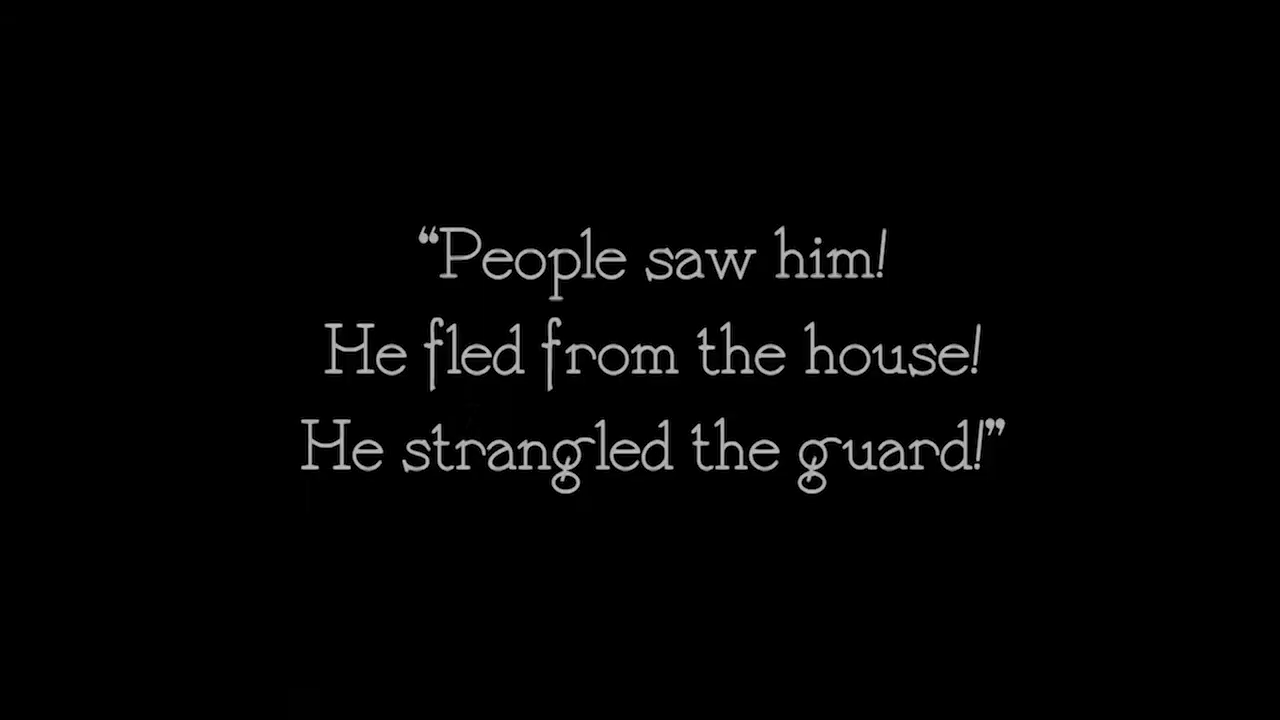 “People saw him!
He fled from the house!
He strangled the guard!”